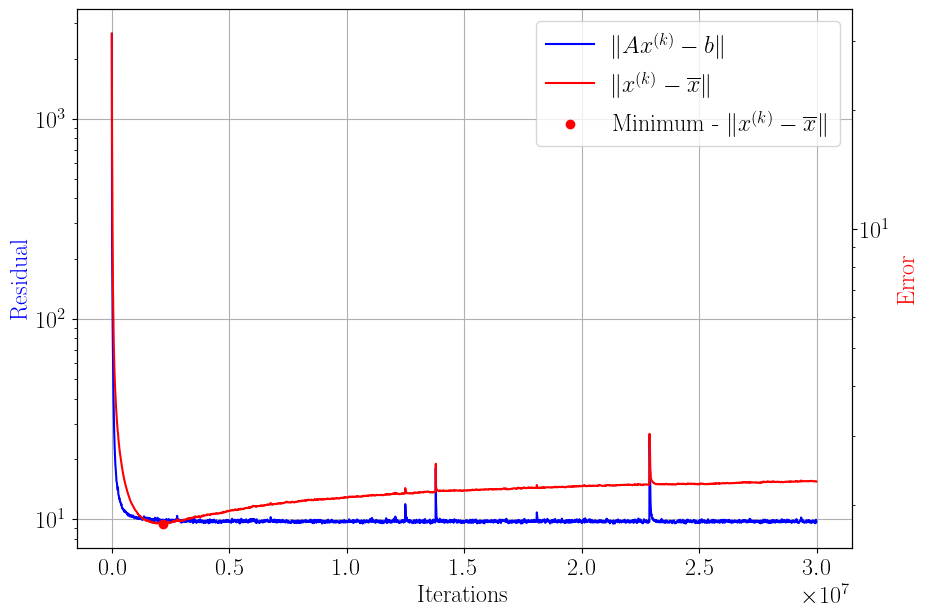 ‖Ax^(k) − b‖
‖x^(k) − x̅‖
Minimum - ‖x^(k) − x̅‖
10^3
10^2
10^1
Residual
10^1
Error
0.0 0.5 1.0 1.5 2.0 2.5 3.0
Iterations
×10^7